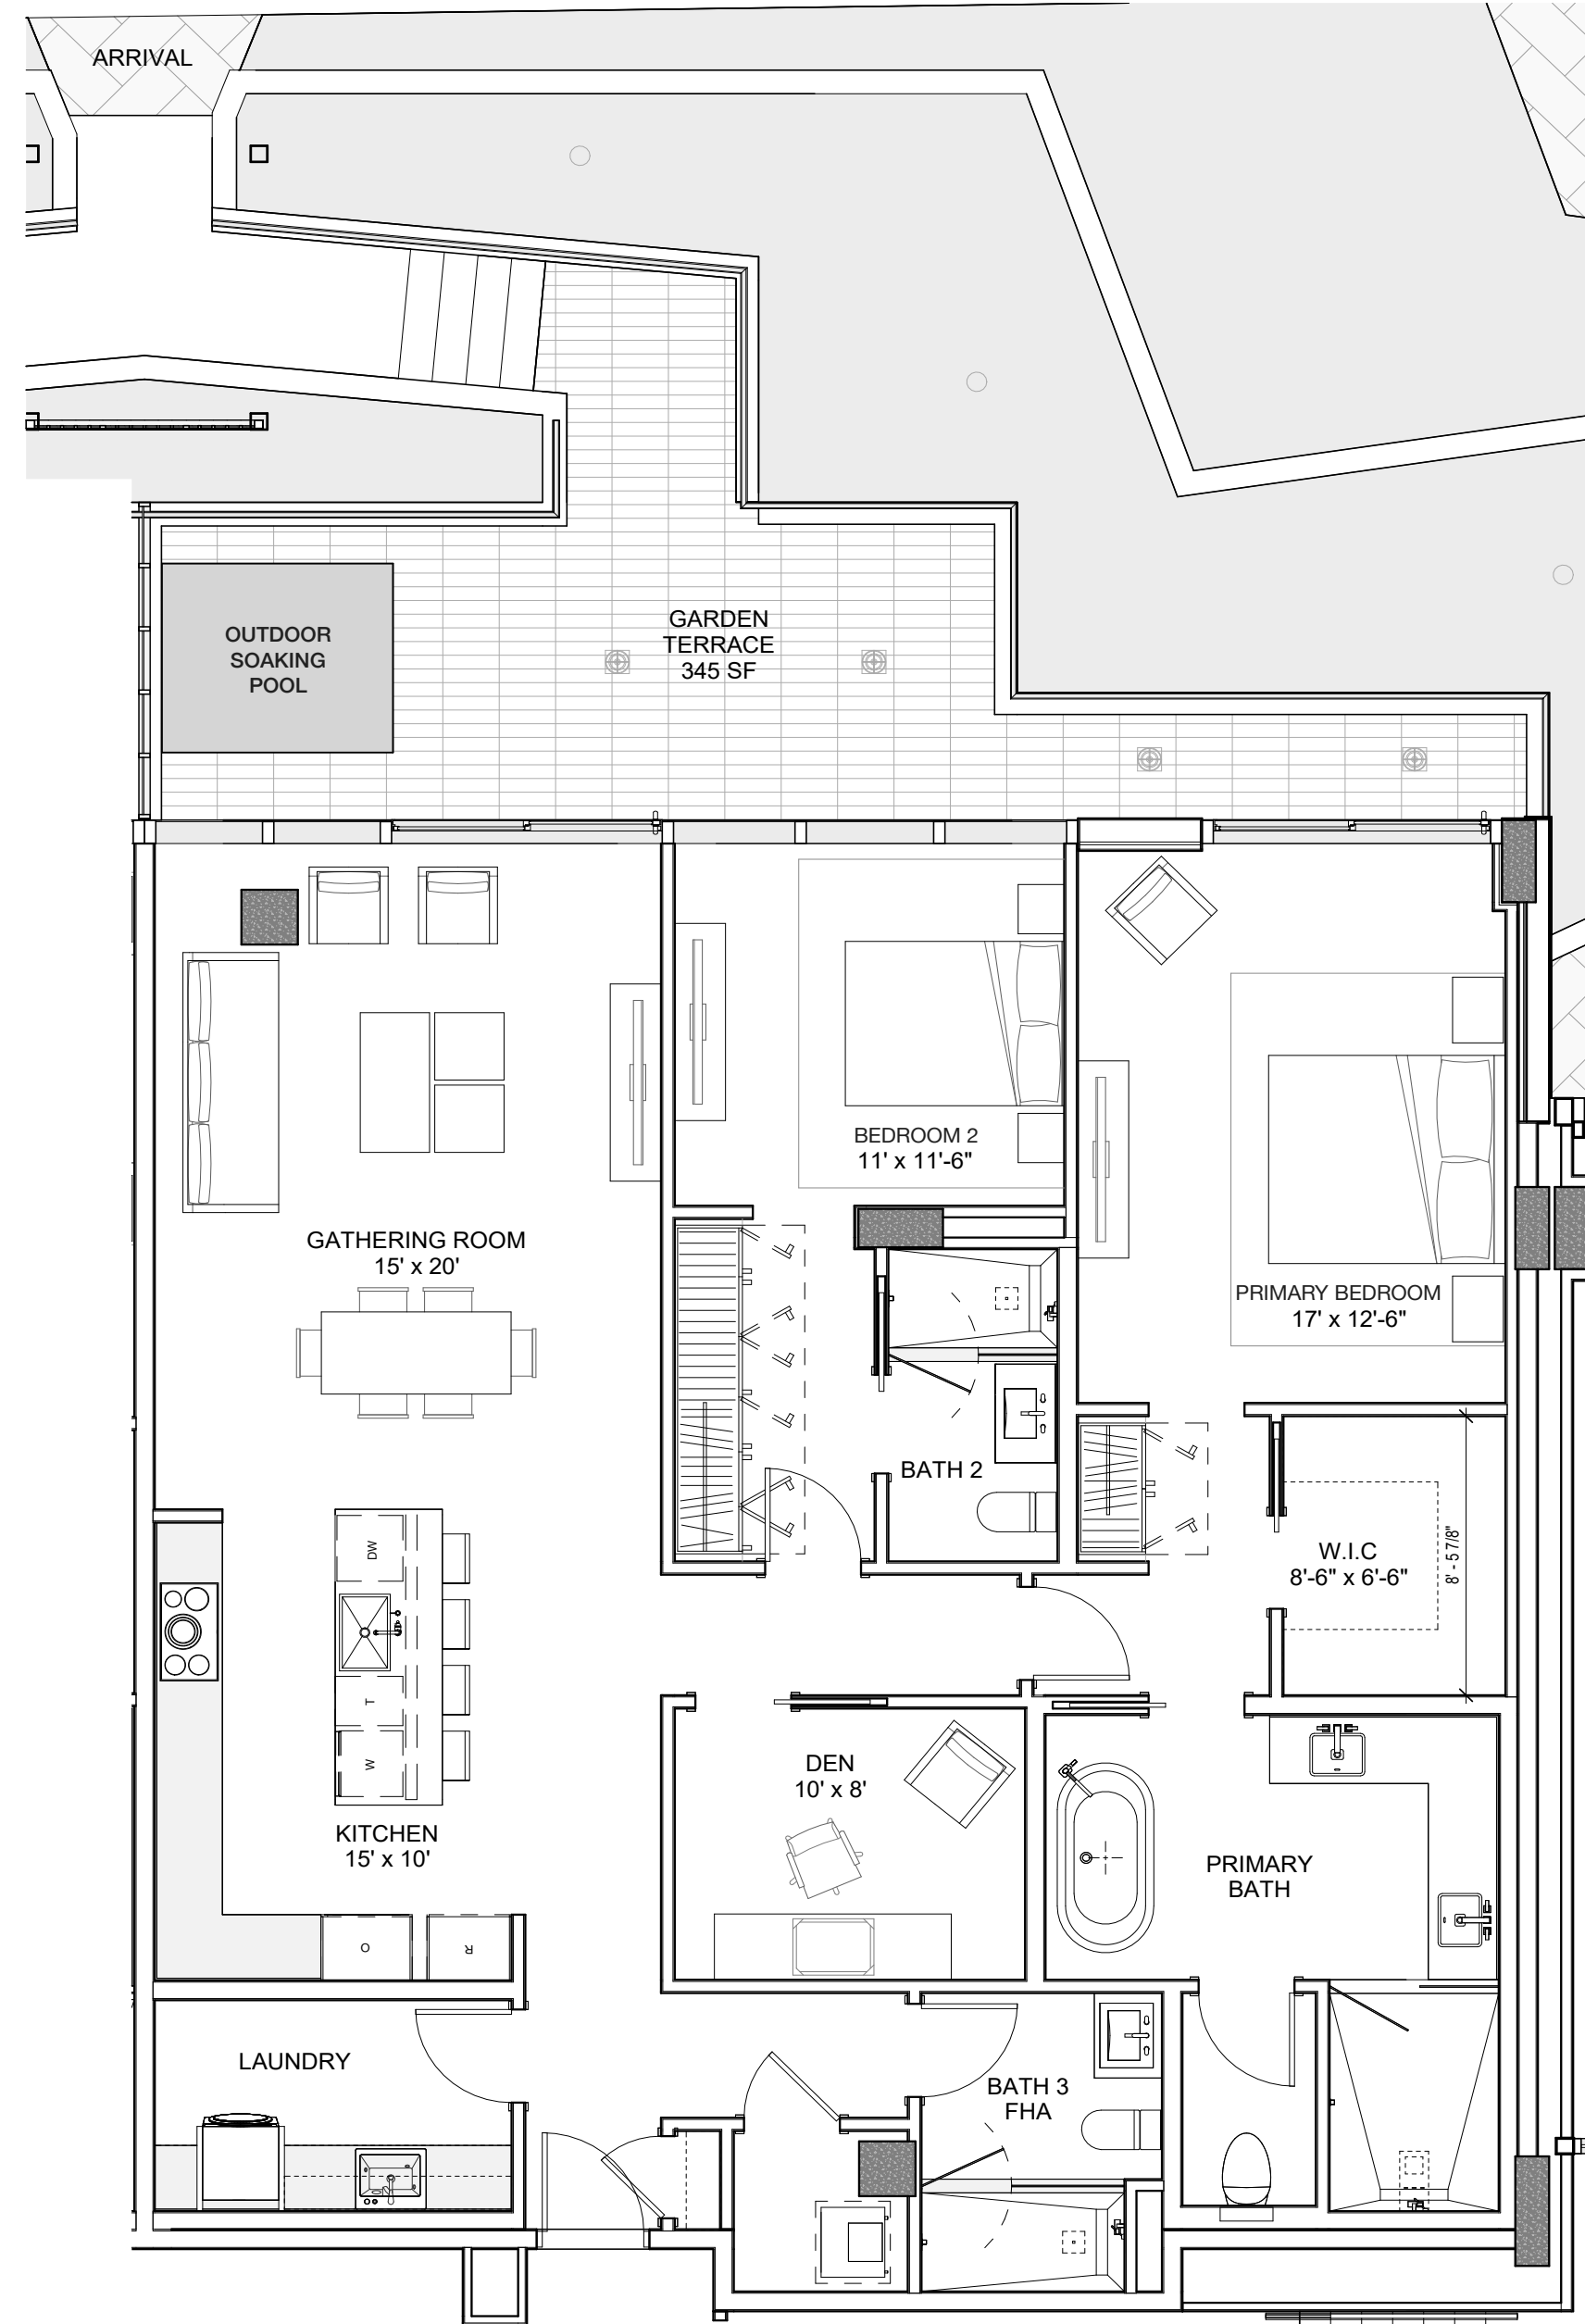 ARRIVAL
OUTDOOR
SOAKING
POOL
GARDEN
TERRACE
345 SF
BEDROOM 2
11' x 11'-6"
GATHERING ROOM
15' x 20'
PRIMARY BEDROOM
17' x 12'-6"
BATH 2
DW
W.I.C
8'-6" x 6'-6"
8' - 5 7/8"
T
W
DEN
10' x 8'
KITCHEN
15' x 10'
PRIMARY
BATH
O
R
LAUNDRY
BATH 3
FHA